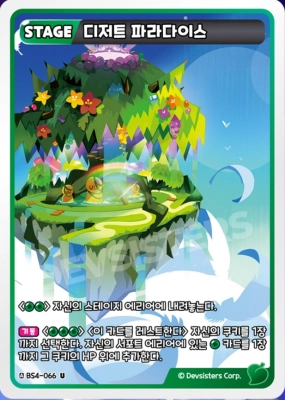 STAGE 디저트 파라다이스
DEVSISTERS
자신의 스테이지 에리어에 내려놓는다.
기동 <이 카드를 레스트한다> 자신의 쿠키를 1장
까지 선택한다. 자신의 서포트 에리어에 있는 카드를 1장
까지 그 쿠키의 HP 위에 추가한다.
BS4-066 U
© Devsisters Corp.